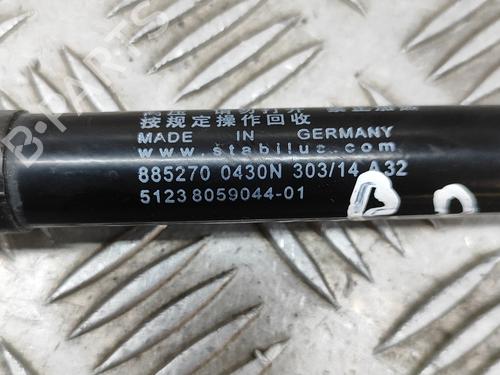 按规定操作回收
MADE IN GERMANY
www.stabilus.com
885270 0430N 303/14 A32
5123 8059044-01
B-PARTS